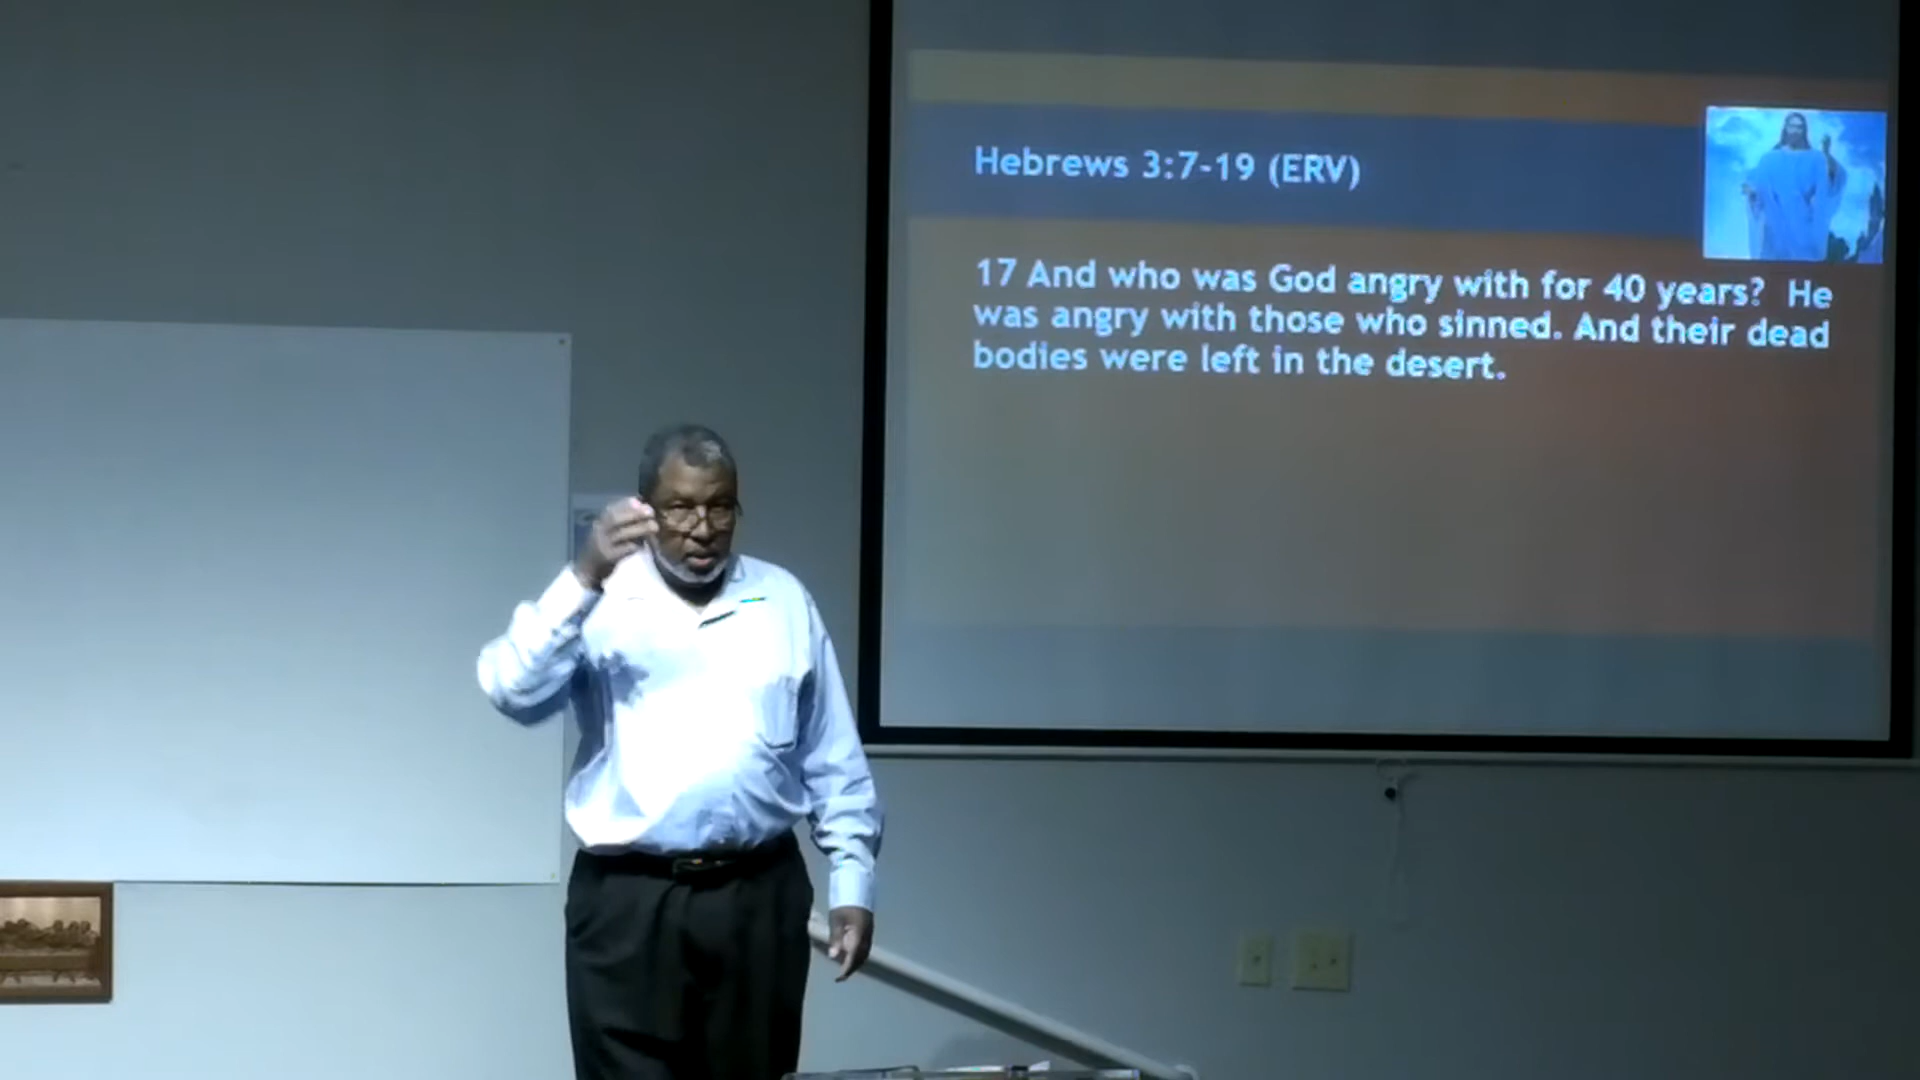 Hebrews 3:7-19 (ERV)
17 And who was God angry with for 40 years? He
was angry with those who sinned. And their dead
bodies were left in the desert.